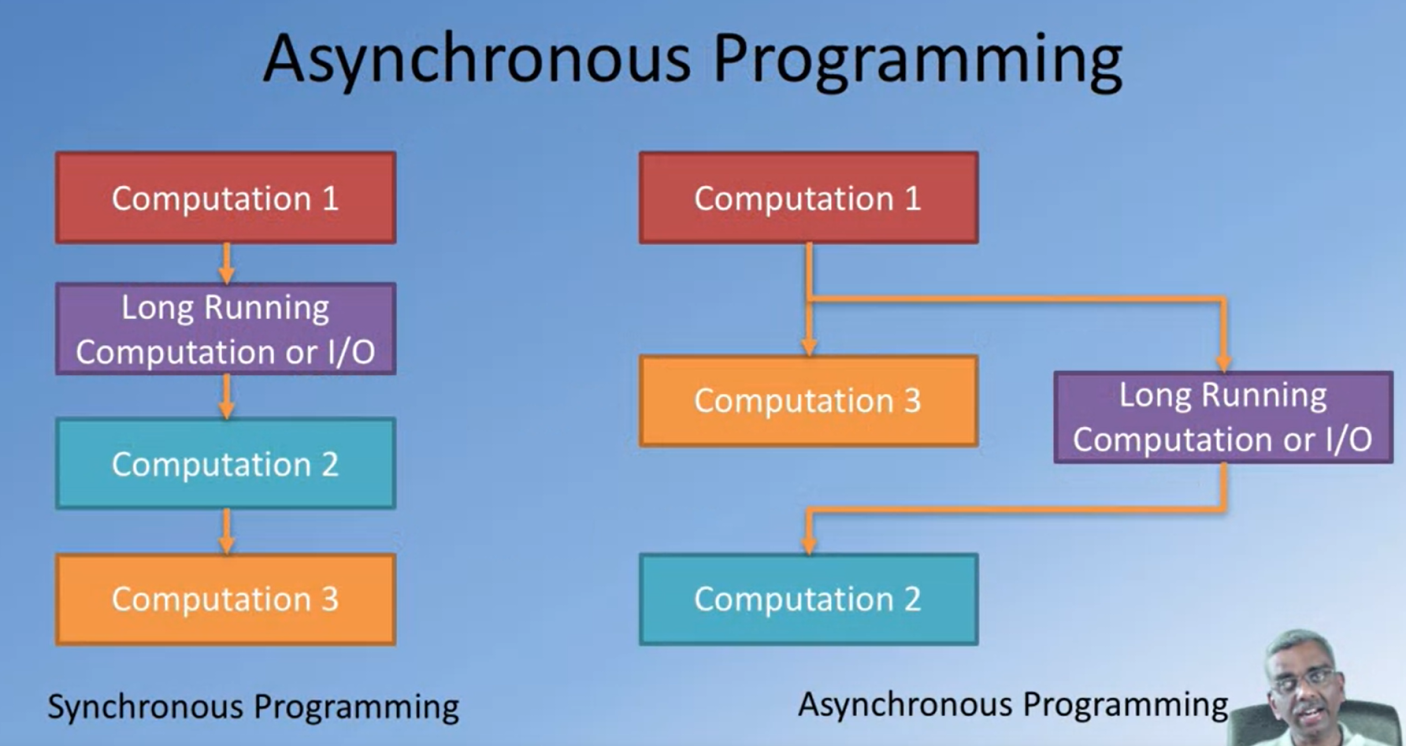 Asynchronous Programming
Computation 1
Long Running
Computation or I/O
Computation 2
Computation 3
Synchronous Programming
Computation 1
Computation 3
Long Running
Computation or I/O
Computation 2
Asynchronous Programming